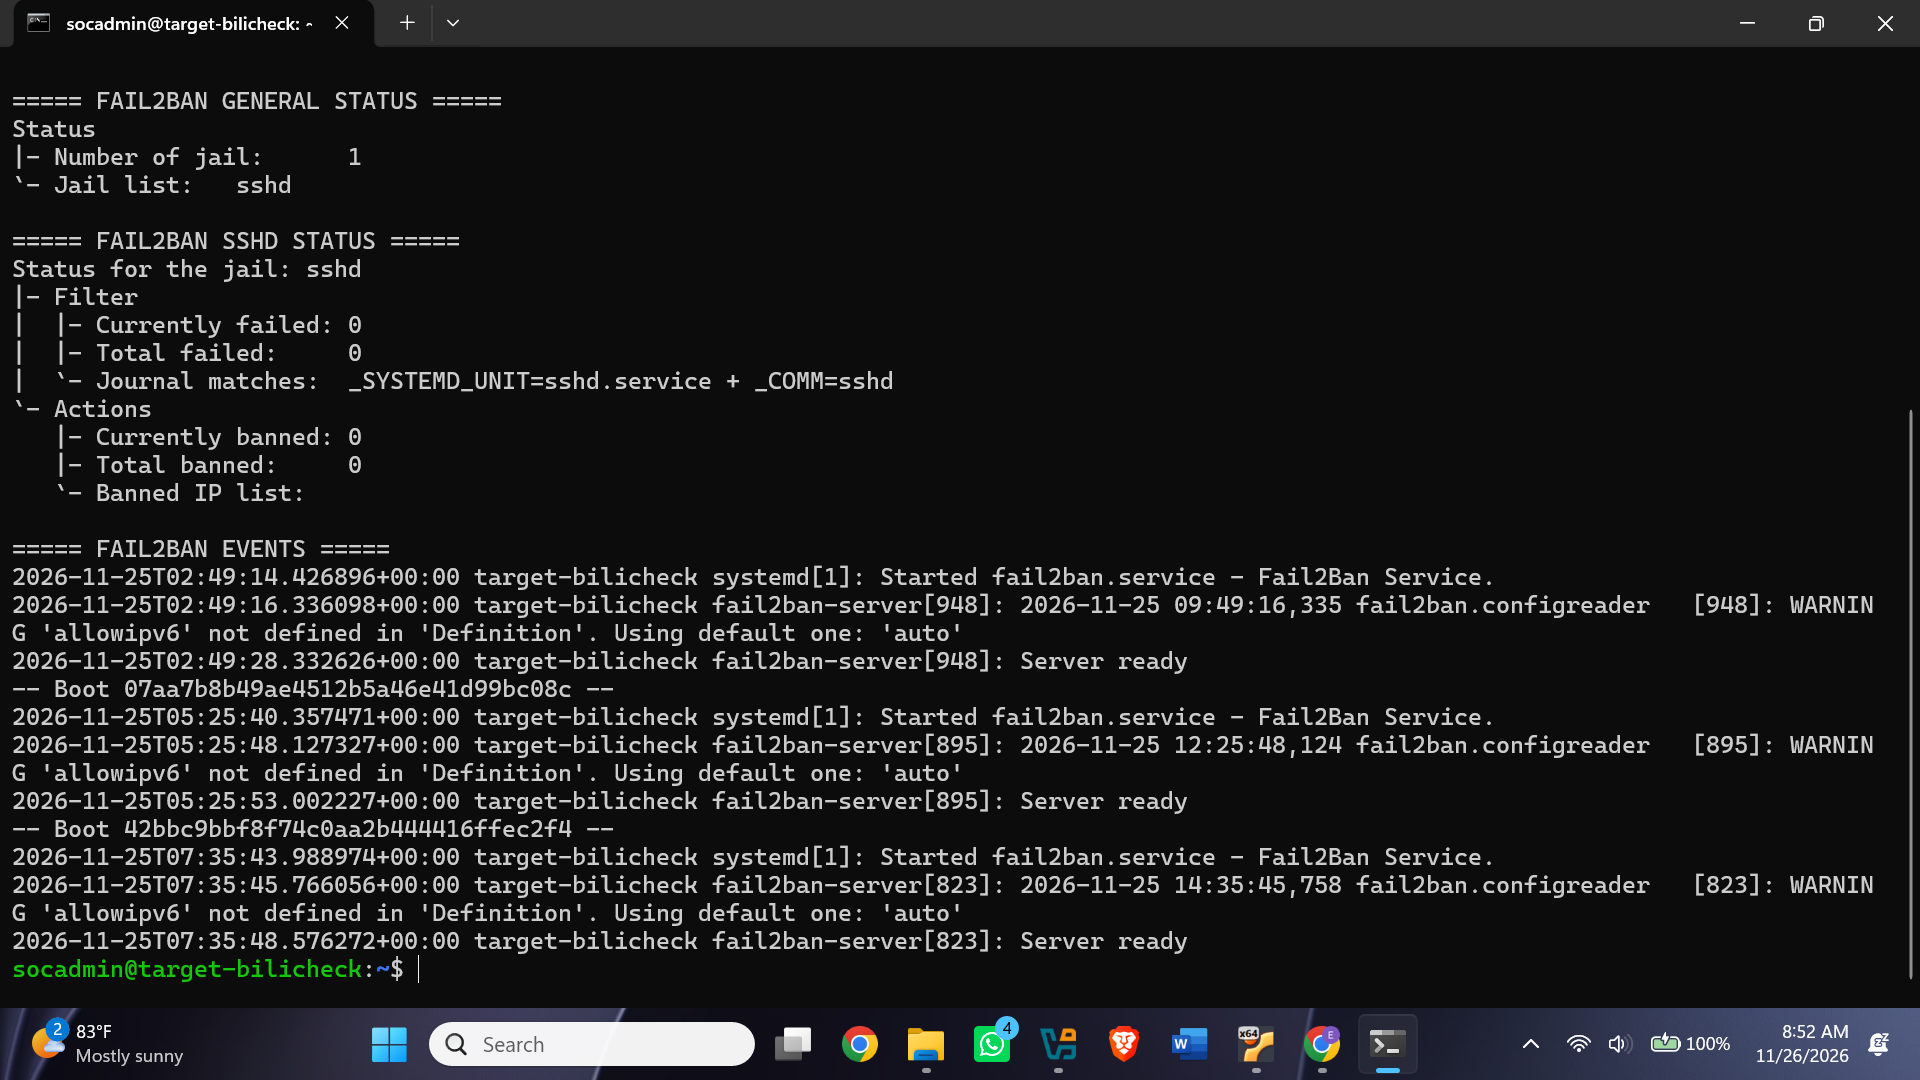 socadmin@target-bilicheck: ~
===== FAIL2BAN GENERAL STATUS =====
Status
|- Number of jail:      1
`- Jail list:   sshd
===== FAIL2BAN SSHD STATUS =====
Status for the jail: sshd
|- Filter
|  |- Currently failed: 0
|  |- Total failed:     0
|  `- Journal matches:  _SYSTEMD_UNIT=sshd.service + _COMM=sshd
`- Actions
   |- Currently banned: 0
   |- Total banned:     0
   `- Banned IP list:
===== FAIL2BAN EVENTS =====
2026-11-25T02:49:14.426896+00:00 target-bilicheck systemd[1]: Started fail2ban.service - Fail2Ban Service.
2026-11-25T02:49:16.336098+00:00 target-bilicheck fail2ban-server[948]: 2026-11-25 09:49:16,335 fail2ban.configreader   [948]: WARNIN
G 'allowipv6' not defined in 'Definition'. Using default one: 'auto'
2026-11-25T02:49:28.332626+00:00 target-bilicheck fail2ban-server[948]: Server ready
-- Boot 07aa7b8b49ae4512b5a46e41d99bc08c --
2026-11-25T05:25:40.357471+00:00 target-bilicheck systemd[1]: Started fail2ban.service - Fail2Ban Service.
2026-11-25T05:25:48.127327+00:00 target-bilicheck fail2ban-server[895]: 2026-11-25 12:25:48,124 fail2ban.configreader   [895]: WARNIN
G 'allowipv6' not defined in 'Definition'. Using default one: 'auto'
2026-11-25T05:25:53.002227+00:00 target-bilicheck fail2ban-server[895]: Server ready
-- Boot 42bbc9bbf8f74c0aa2b444416ffec2f4 --
2026-11-25T07:35:43.988974+00:00 target-bilicheck systemd[1]: Started fail2ban.service - Fail2Ban Service.
2026-11-25T07:35:45.766056+00:00 target-bilicheck fail2ban-server[823]: 2026-11-25 14:35:45,758 fail2ban.configreader   [823]: WARNIN
G 'allowipv6' not defined in 'Definition'. Using default one: 'auto'
2026-11-25T07:35:48.576272+00:00 target-bilicheck fail2ban-server[823]: Server ready
socadmin@target-bilicheck:~$
2
83°F
Mostly sunny
Search
4
W
x64
E
100%
8:52 AM
11/26/2026